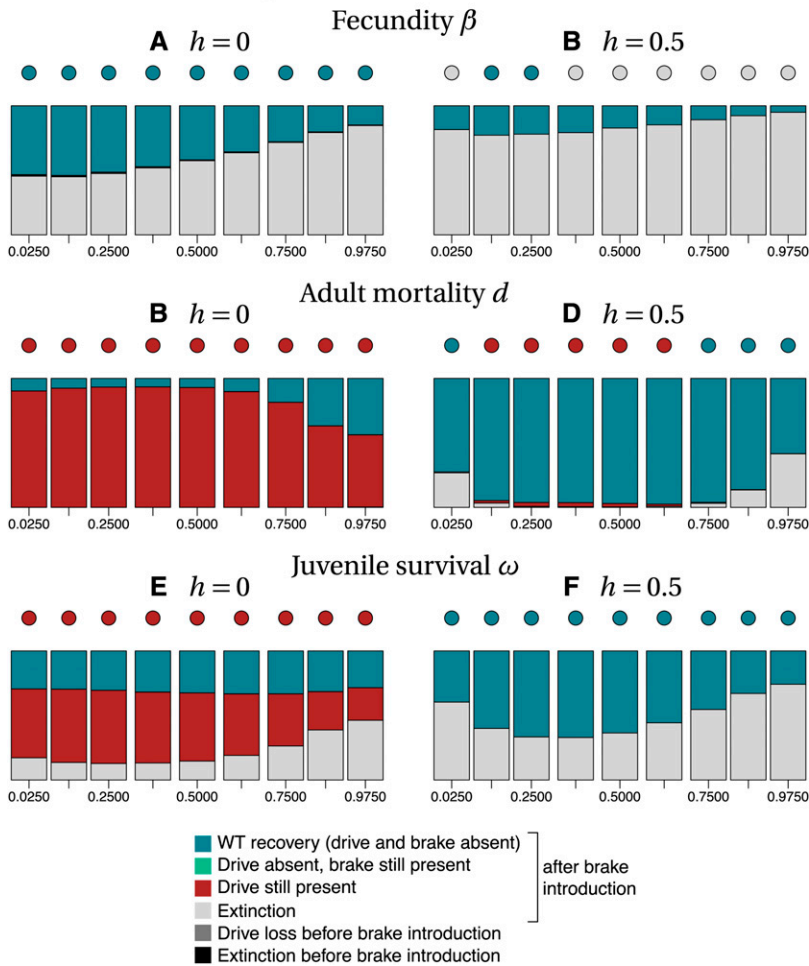 Fecundity β
A h = 0
B h = 0.5
0.0250 0.2500 0.5000 0.7500 0.9750
0.0250 0.2500 0.5000 0.7500 0.9750
Adult mortality d
B h = 0
D h = 0.5
0.0250 0.2500 0.5000 0.7500 0.9750
0.0250 0.2500 0.5000 0.7500 0.9750
Juvenile survival ω
E h = 0
F h = 0.5
0.0250 0.2500 0.5000 0.7500 0.9750
0.0250 0.2500 0.5000 0.7500 0.9750
WT recovery (drive and brake absent)
Drive absent, brake still present
Drive still present
Extinction
after brake
introduction
Drive loss before brake introduction
Extinction before brake introduction